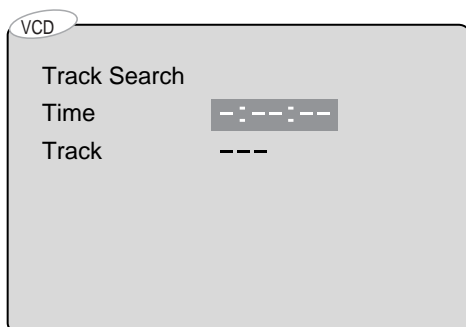 VCD
Track Search
Time -:--:--
Track ---